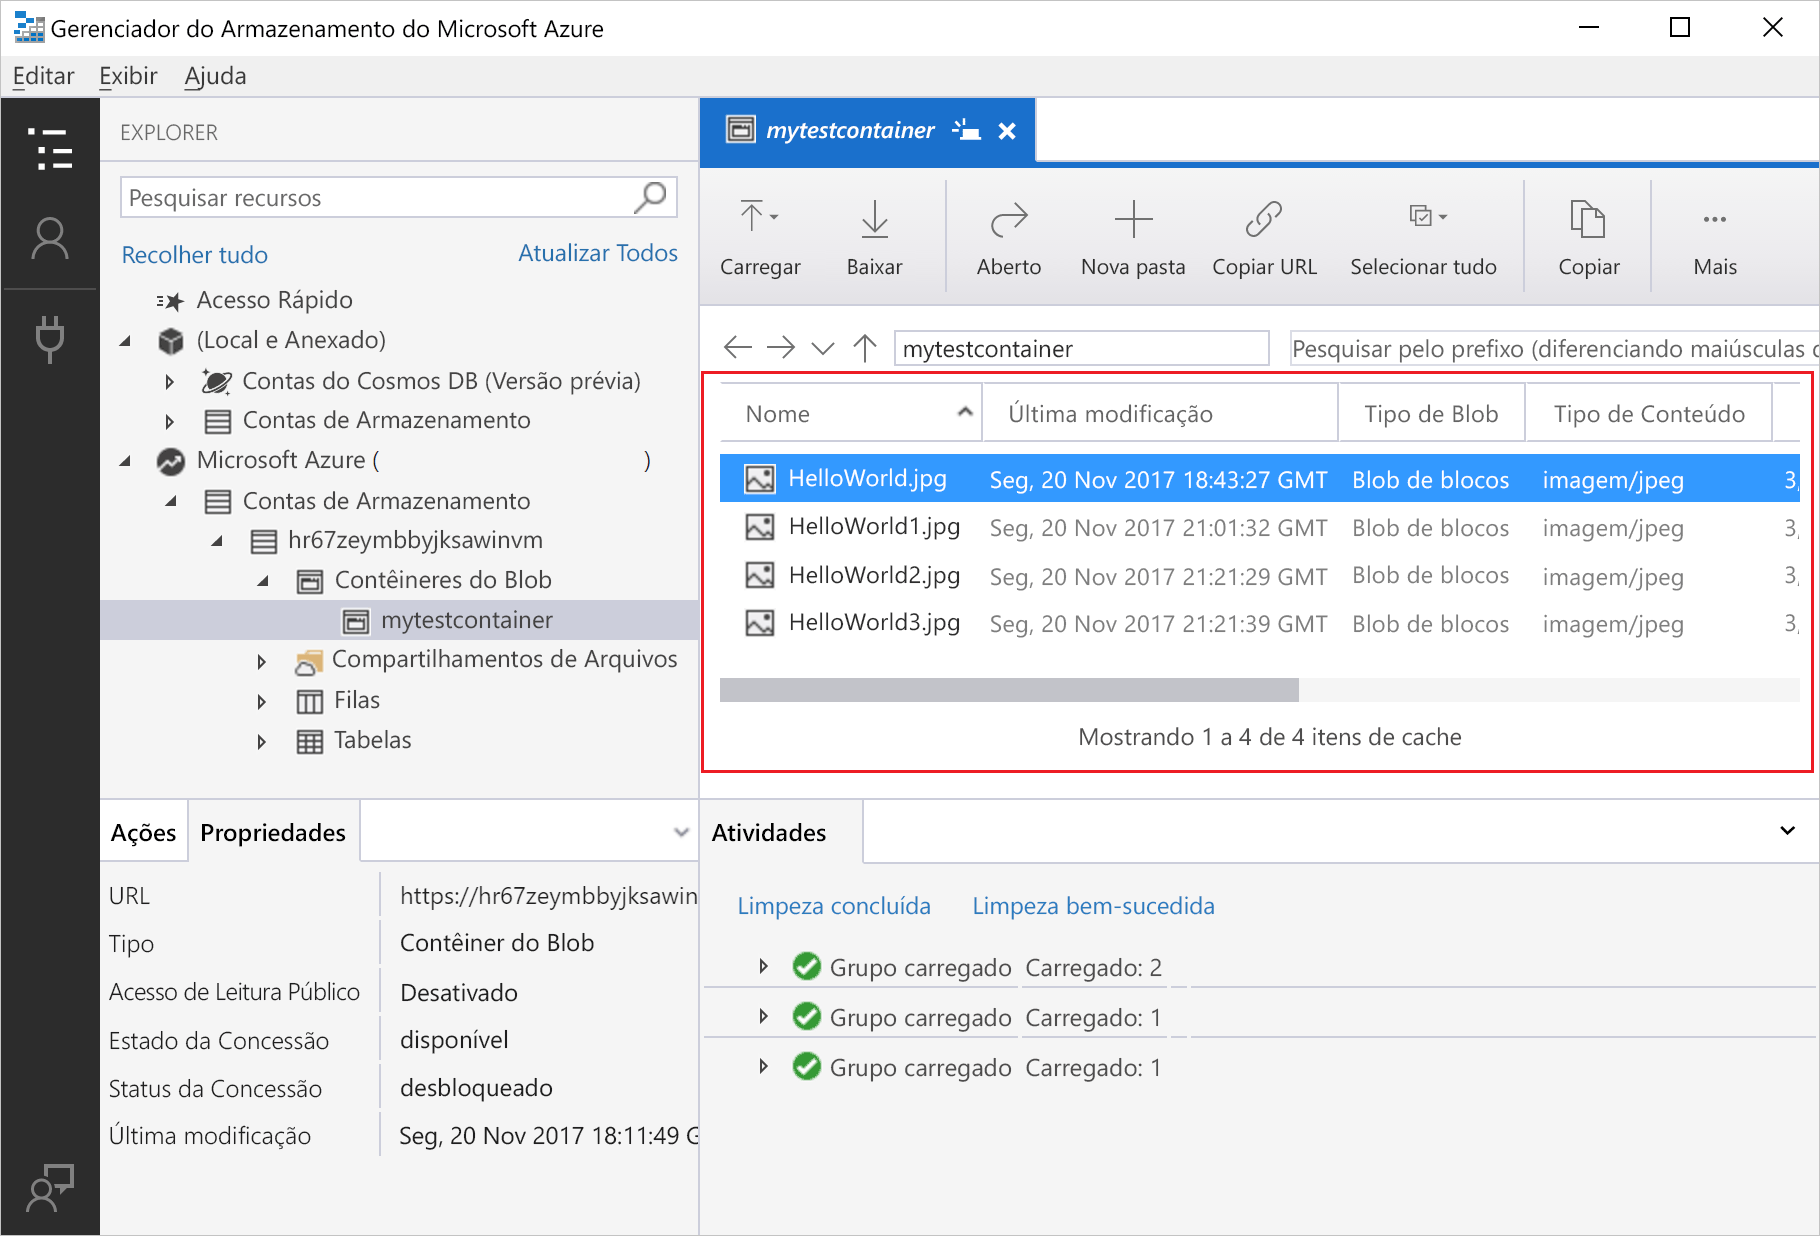 Gerenciador do Armazenamento do Microsoft Azure
Editar Exibir Ajuda
EXPLORER
Pesquisar recursos
Recolher tudo Atualizar Todos
Acesso Rápido
(Local e Anexado)
Contas do Cosmos DB (Versão prévia)
Contas de Armazenamento
Microsoft Azure ( )
Contas de Armazenamento
hr67zeymbbyjksawinvm
Contêineres do Blob
mytestcontainer
Compartilhamentos de Arquivos
Filas
Tabelas
mytestcontainer
Carregar Baixar Aberto Nova pasta Copiar URL Selecionar tudo Copiar Mais
mytestcontainer Pesquisar pelo prefixo (diferenciando maiúsculas
Nome Última modificação Tipo de Blob Tipo de Conteúdo
HelloWorld.jpg Seg, 20 Nov 2017 18:43:27 GMT Blob de blocos imagem/jpeg 3,
HelloWorld1.jpg Seg, 20 Nov 2017 21:01:32 GMT Blob de blocos imagem/jpeg 3,
HelloWorld2.jpg Seg, 20 Nov 2017 21:21:29 GMT Blob de blocos imagem/jpeg 3,
HelloWorld3.jpg Seg, 20 Nov 2017 21:21:39 GMT Blob de blocos imagem/jpeg 3,
Mostrando 1 a 4 de 4 itens de cache
Ações Propriedades
URL https://hr67zeymbbyjksawin
Tipo Contêiner do Blob
Acesso de Leitura Público Desativado
Estado da Concessão disponível
Status da Concessão desbloqueado
Última modificação Seg, 20 Nov 2017 18:11:49 G
Atividades
Limpeza concluída Limpeza bem-sucedida
Grupo carregado Carregado: 2
Grupo carregado Carregado: 1
Grupo carregado Carregado: 1